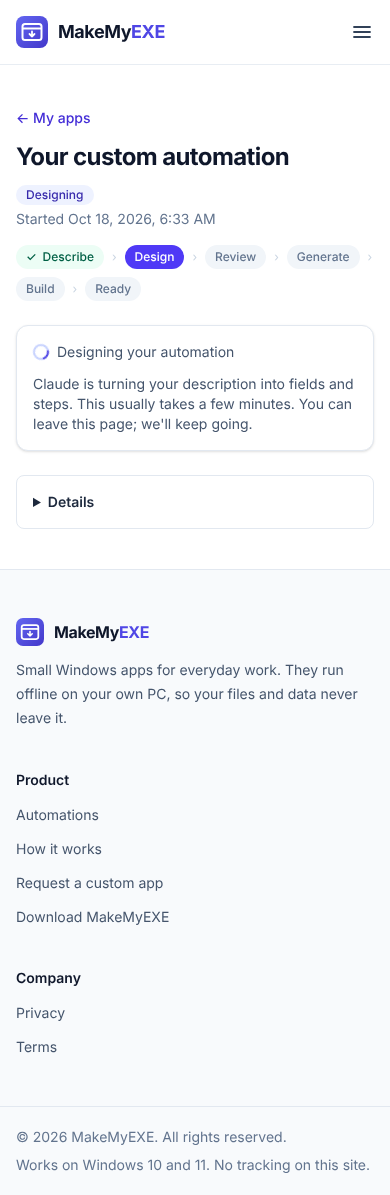 MakeMyEXE
← My apps
Your custom automation
Designing
Started Oct 18, 2026, 6:33 AM
✓ Describe › Design › Review › Generate ›
Build › Ready
Designing your automation
Claude is turning your description into fields and
steps. This usually takes a few minutes. You can
leave this page; we'll keep going.
▶ Details
MakeMyEXE
Small Windows apps for everyday work. They run
offline on your own PC, so your files and data never
leave it.
Product
Automations
How it works
Request a custom app
Download MakeMyEXE
Company
Privacy
Terms
© 2026 MakeMyEXE. All rights reserved.
Works on Windows 10 and 11. No tracking on this site.